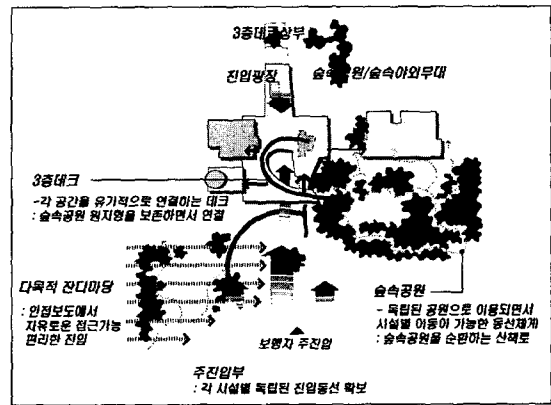 3층데크상부
숲속공원/숲속야외무대
진입광장
3층데크
-각 공간을 유기적으로 연결하는 데크
: 숲속공원 원지형을 보존하면서 연결
다목적 잔디마당
: 인접보도에서
자유로운 접근가능
편리한 진입
숲속공원
- 독립된 공원으로 이용되면서
시설별 이동이 가능한 동선체계
: 숲속공원을 순환하는 산책로
보행자 주진입
주진입부
: 각 시설별 독립된 진입동선 확보